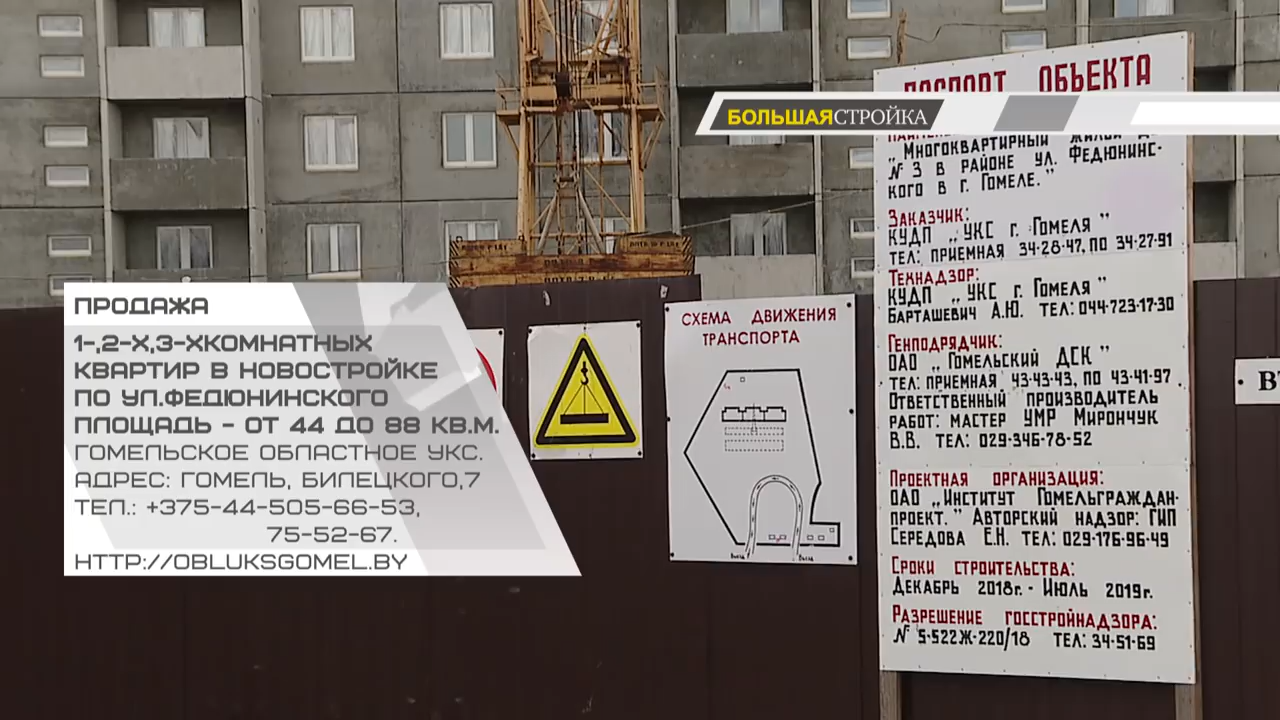 БОЛЬШАЯСТРОЙКА
ПРОДАЖА
1-,2-Х,3-ХКОМНАТНЫХ
КВАРТИР В НОВОСТРОЙКЕ
ПО УЛ.ФЕДЮНИНСКОГО
ПЛОЩАДЬ - ОТ 44 ДО 88 КВ.М.
ГОМЕЛЬСКОЕ ОБЛАСТНОЕ УКС.
АДРЕС: ГОМЕЛЬ, БИЛЕЦКОГО,7
ТЕЛ.: +375-44-505-66-53,
75-52-67.
HTTP://OBLUKSGOMEL.BY
СХЕМА ДВИЖЕНИЯ
ТРАНСПОРТА
Въезд Выезд
ПАСПОРТ ОБЪЕКТА
„Многоквартирный жилой
№ 3 в районе ул. Федюнинс-
кого в г. Гомеле.”
Заказчик:
КУДП „УКС г. Гомеля”
тел: приемная 34-28-47, по 34-27-91
Технадзор:
КУДП „УКС г. Гомеля”
Барташевич А.Ю. тел: 044-723-17-30
Генподрядчик:
ОАО „Гомельский ДСК”
тел: приемная 43-43-43, по 43-41-97
Ответственный производитель
работ: мастер УМР Мирончук
В.В. тел: 029-346-78-52
Проектная организация:
ОАО „Институт Гомельграждан-
проект.” Авторский надзор: ГИП
Середова Е.Н. тел: 029-176-96-49
Сроки строительства:
Декабрь 2018г. - Июль 2019г.
Разрешение госстройнадзора:
№ 5-522Ж-220/18 тел: 34-51-69